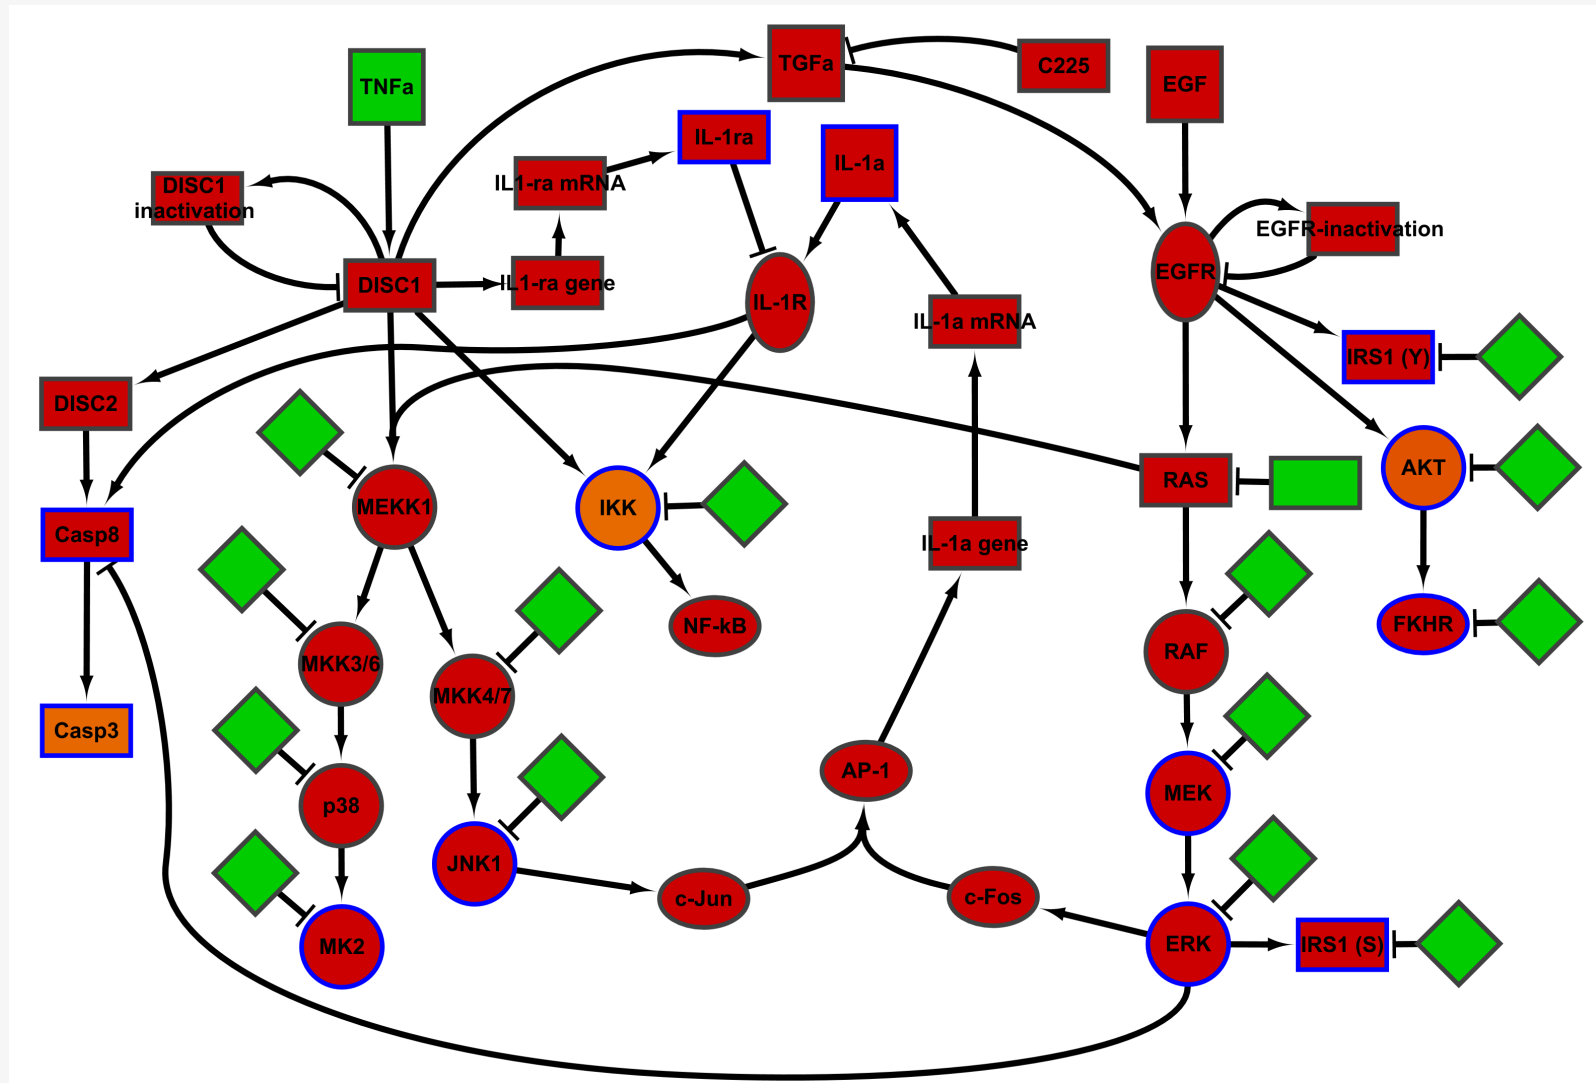 TGFa
C225
EGF
TNFa
IL-1ra
IL-1a
IL1-ra mRNA
DISC1
inactivation
EGFR-inactivation
EGFR
DISC1
IL1-ra gene
IL-1R
IL-1a mRNA
IRS1 (Y)
DISC2
AKT
RAS
MEKK1
IKK
Casp8
IL-1a gene
NF-kB
FKHR
RAF
MKK3/6
MKK4/7
Casp3
AP-1
MEK
p38
JNK1
c-Jun
c-Fos
MK2
ERK
IRS1 (S)